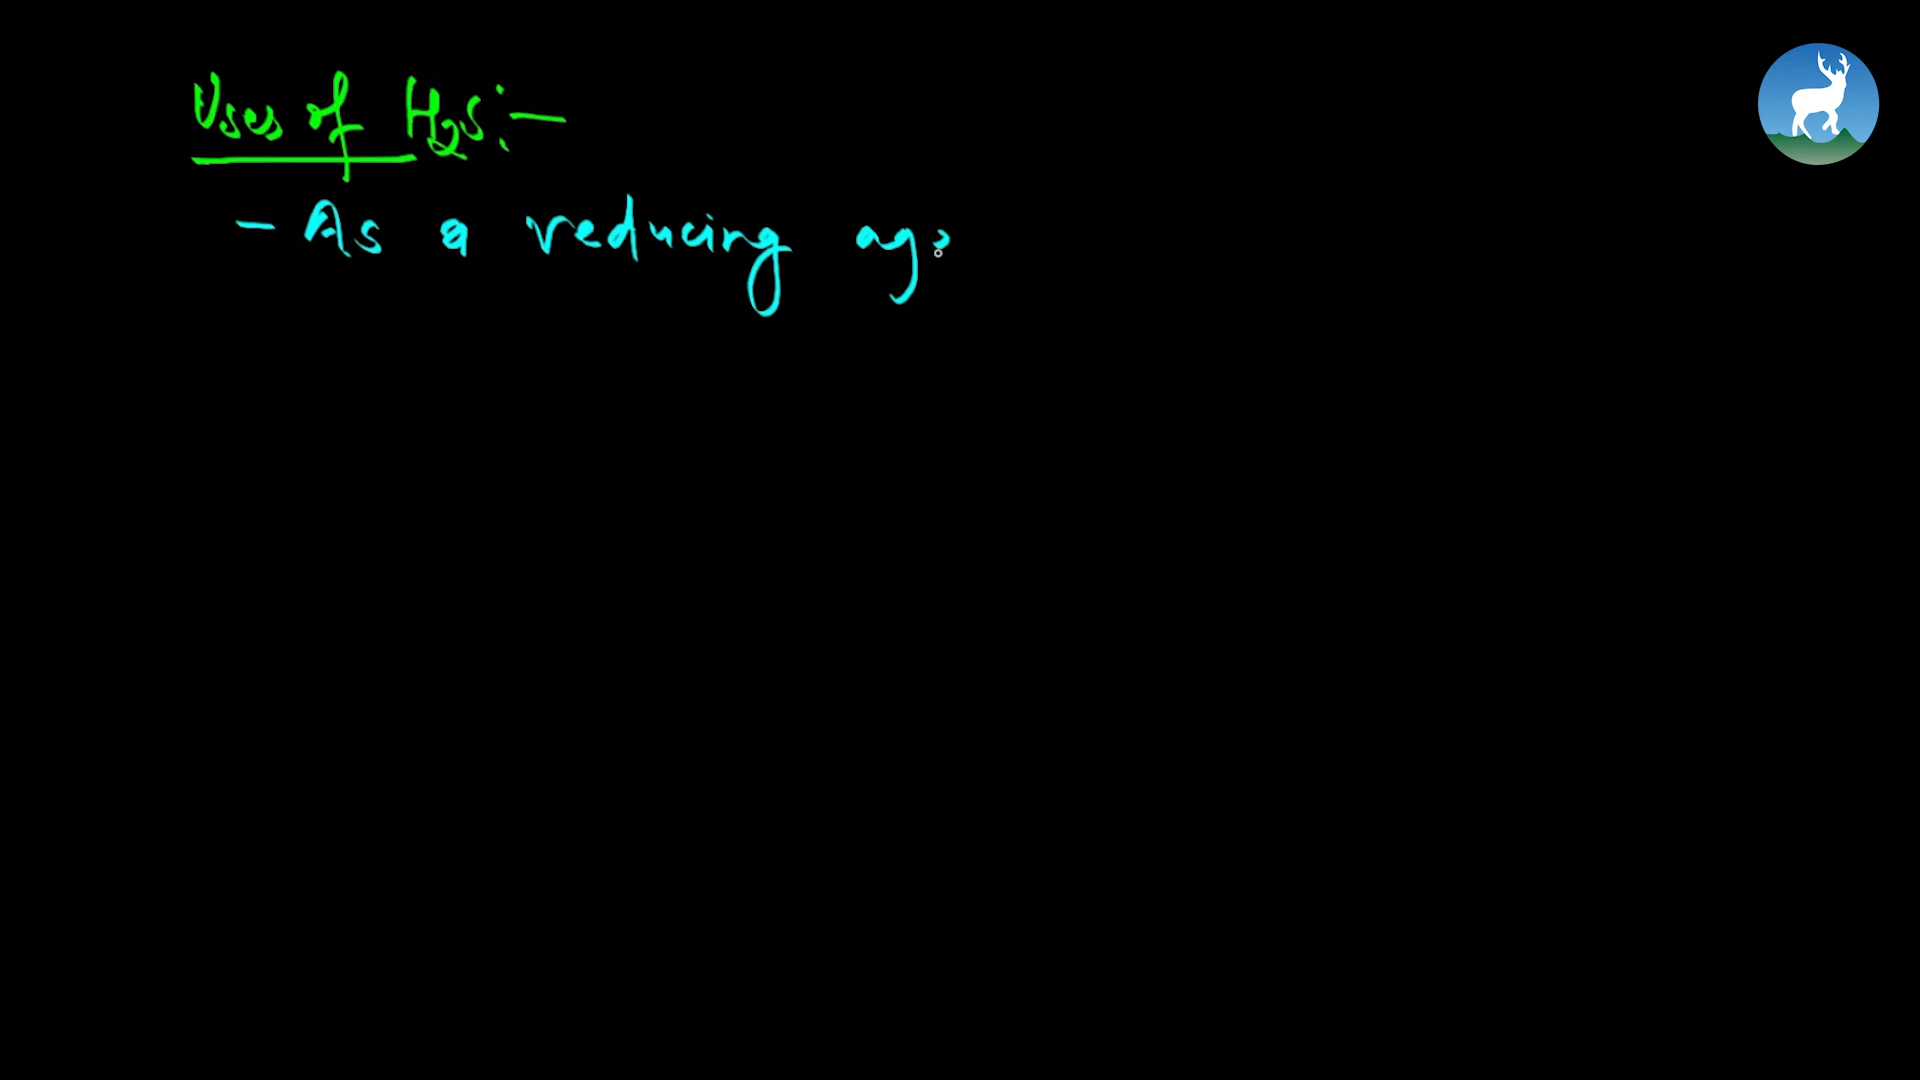 Uses of H2S:-
- As a reducing ag